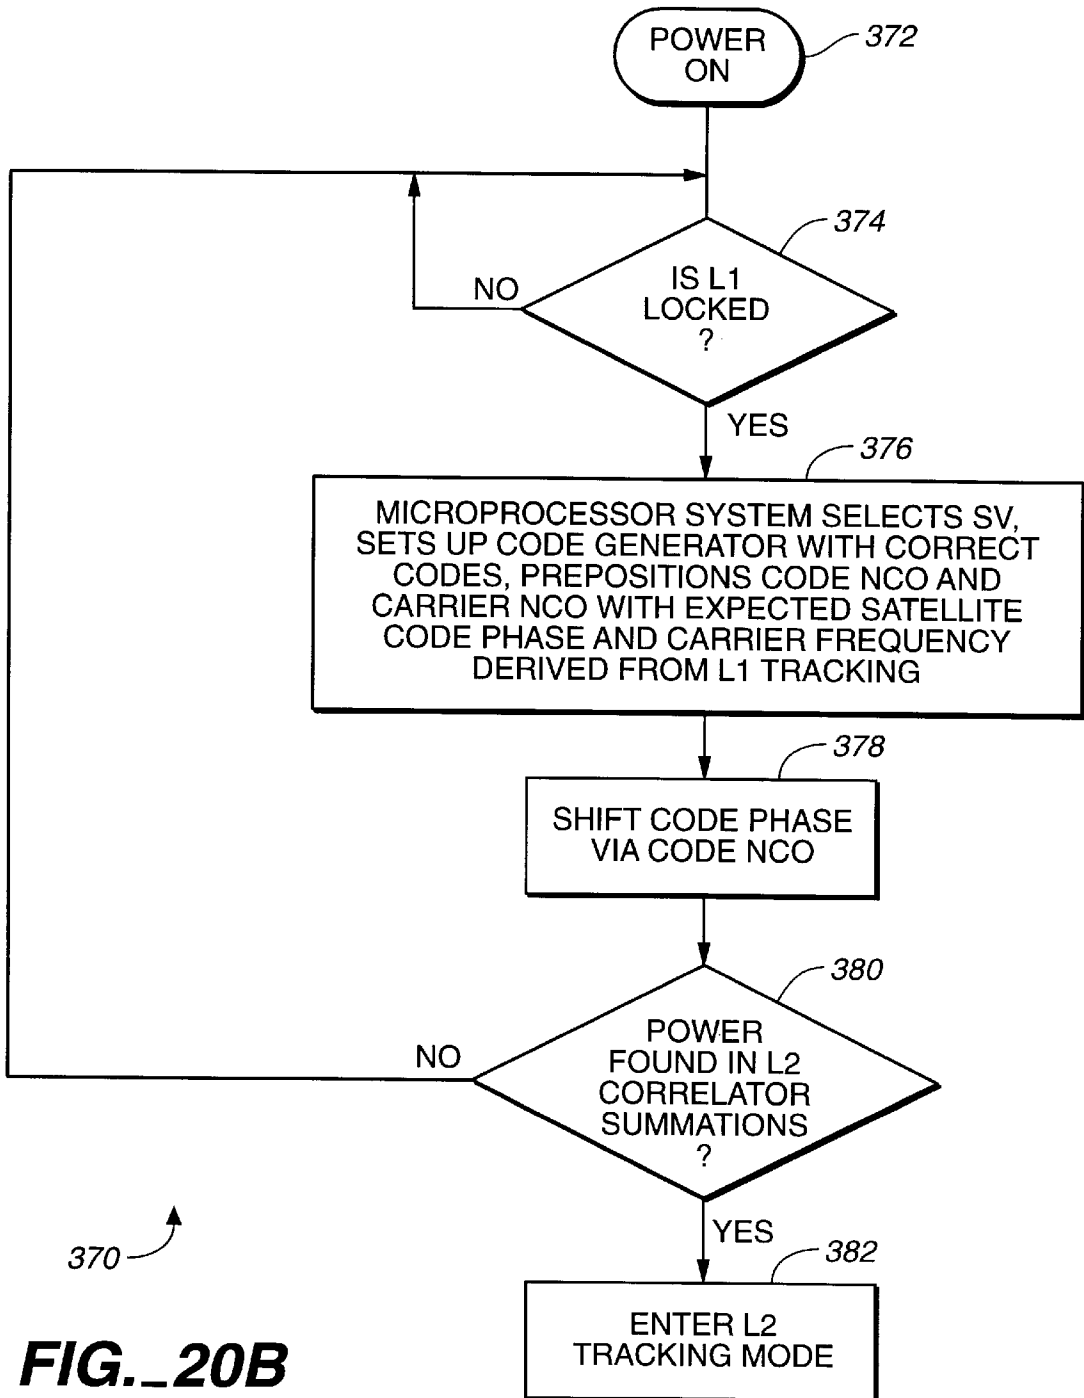 POWER
ON
372
374
IS L1
LOCKED
?
NO
YES
376
MICROPROCESSOR SYSTEM SELECTS SV,
SETS UP CODE GENERATOR WITH CORRECT
CODES, PREPOSITIONS CODE NCO AND
CARRIER NCO WITH EXPECTED SATELLITE
CODE PHASE AND CARRIER FREQUENCY
DERIVED FROM L1 TRACKING
378
SHIFT CODE PHASE
VIA CODE NCO
380
POWER
FOUND IN L2
CORRELATOR
SUMMATIONS
?
NO
YES
370
382
ENTER L2
TRACKING MODE
FIG._20B